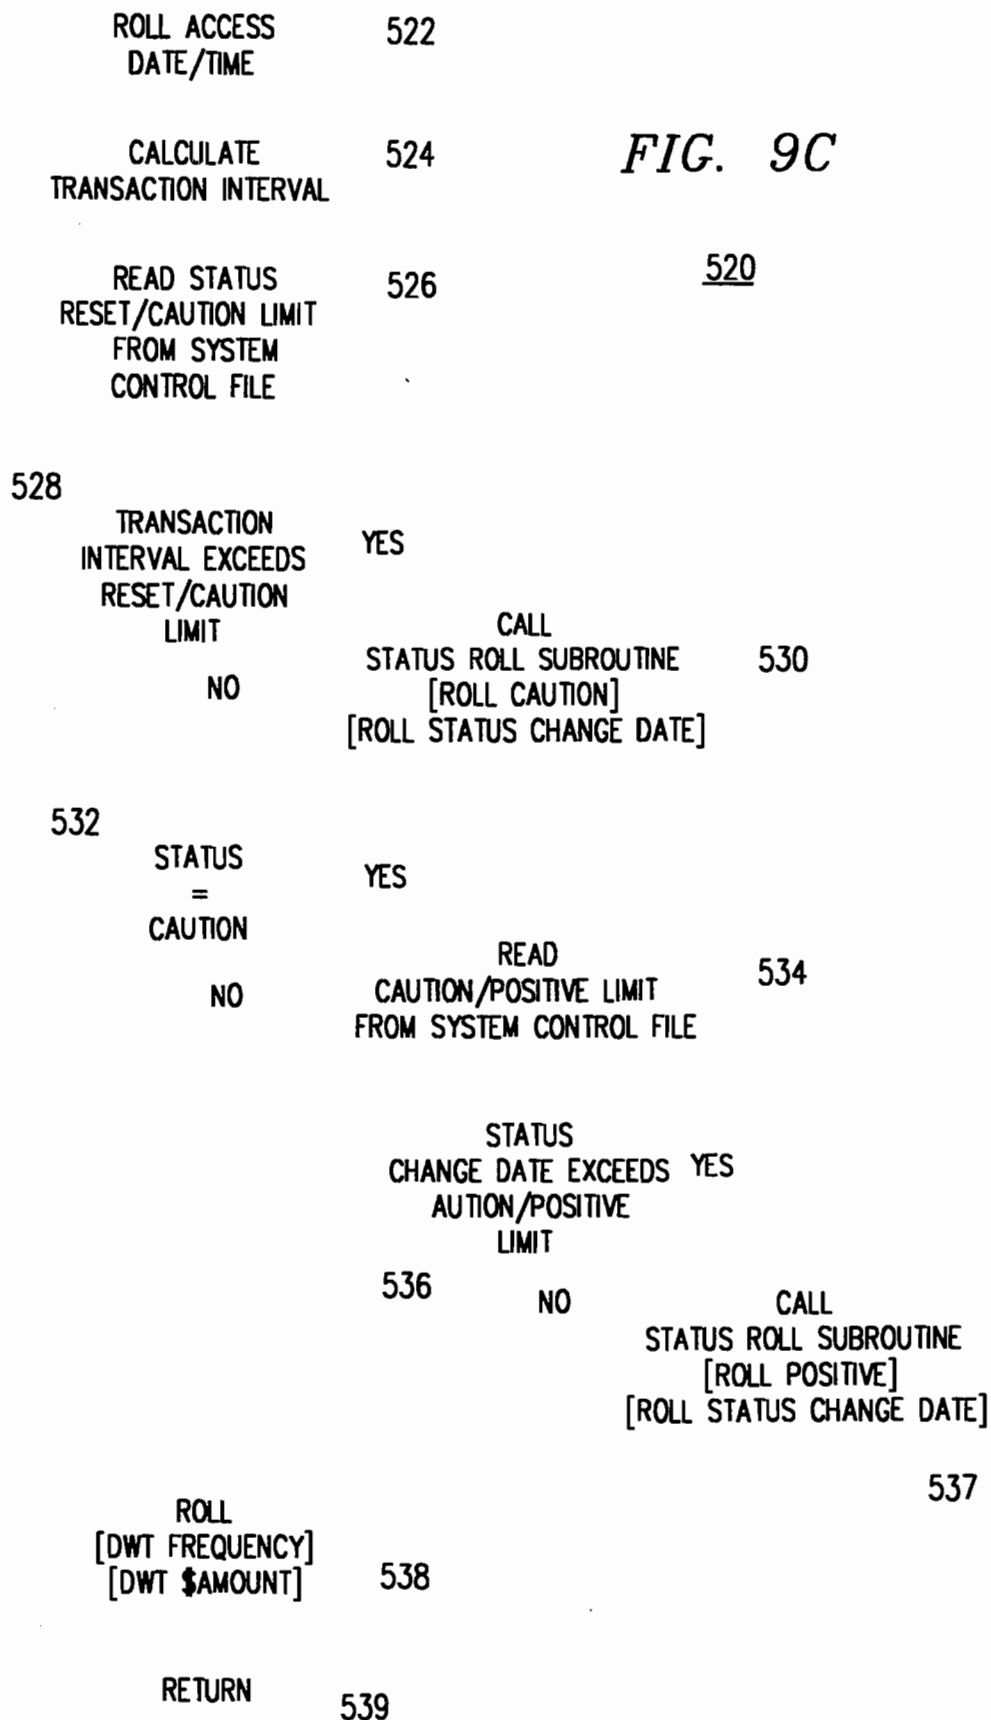 ROLL ACCESS 522
DATE/TIME
CALCULATE 524
TRANSACTION INTERVAL
FIG. 9C
520
READ STATUS 526
RESET/CAUTION LIMIT
FROM SYSTEM
CONTROL FILE
528
TRANSACTION
INTERVAL EXCEEDS YES
RESET/CAUTION
LIMIT
NO
CALL
STATUS ROLL SUBROUTINE 530
[ROLL CAUTION]
[ROLL STATUS CHANGE DATE]
532
STATUS
= YES
CAUTION
NO
READ
CAUTION/POSITIVE LIMIT 534
FROM SYSTEM CONTROL FILE
STATUS
CHANGE DATE EXCEEDS YES
AUTION/POSITIVE
LIMIT
536
NO
CALL
STATUS ROLL SUBROUTINE
[ROLL POSITIVE]
[ROLL STATUS CHANGE DATE]
537
ROLL
[DWT FREQUENCY]
[DWT $AMOUNT] 538
RETURN 539